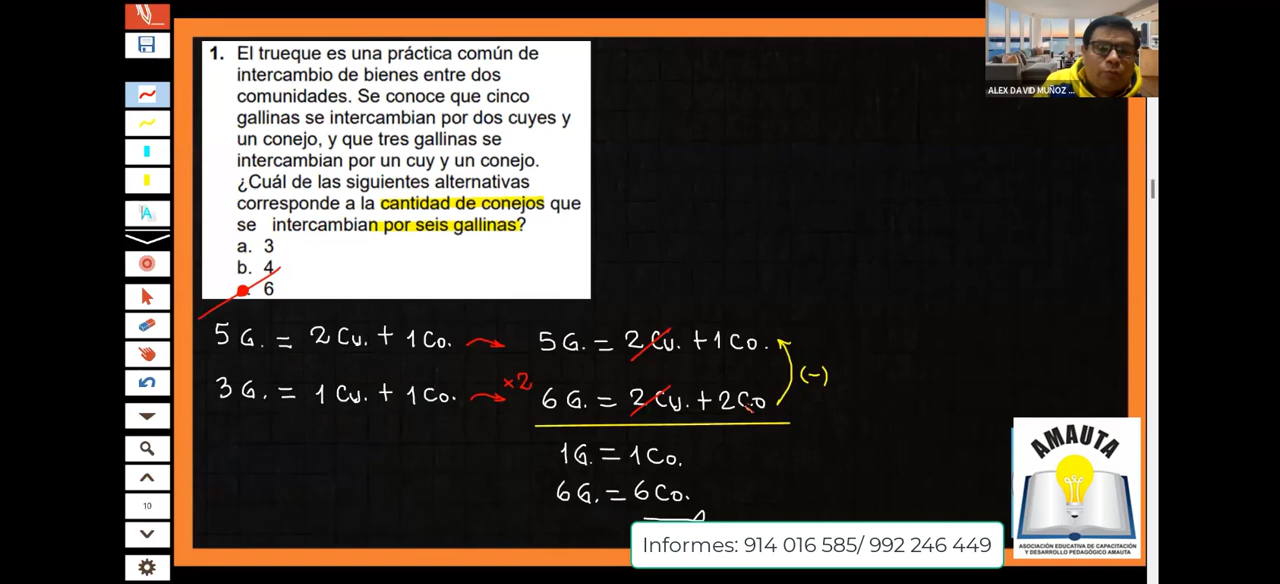 ALEX DAVID MUÑOZ ...
1. El trueque es una práctica común de
intercambio de bienes entre dos
comunidades. Se conoce que cinco
gallinas se intercambian por dos cuyes y
un conejo, y que tres gallinas se
intercambian por un cuy y un conejo.
¿Cuál de las siguientes alternativas
corresponde a la cantidad de conejos que
se intercambian por seis gallinas?
a. 3
b. 4
6
5 G. = 2 Cu. + 1 Co.
3 G. = 1 Cu. + 1 Co.
×2
5 G. = 2 Cu. + 1 Co.
6 G. = 2 Cu. + 2 Co
(-)
1 G. = 1 Co.
6 G. = 6 Co.
10
A
AMAUTA
ASOCIACIÓN EDUCATIVA DE CAPACITACIÓN
Y DESARROLLO PEDAGÓGICO AMAUTA
Informes: 914 016 585/ 992 246 449